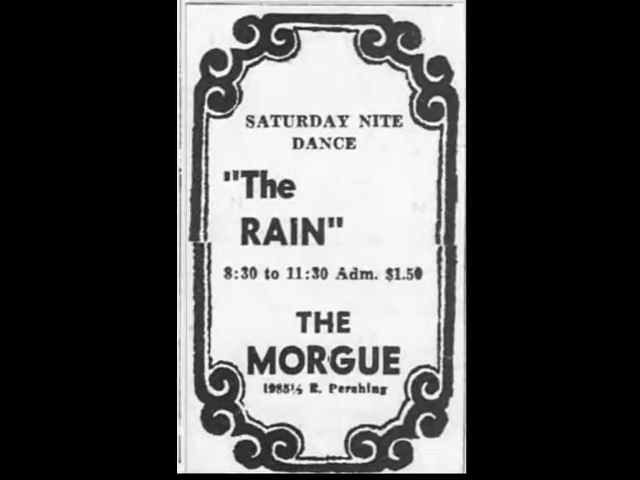 SATURDAY NITE
DANCE
"The
RAIN"
8:30 to 11:30 Adm. $1.50
THE
MORGUE
1985½ E. Pershing